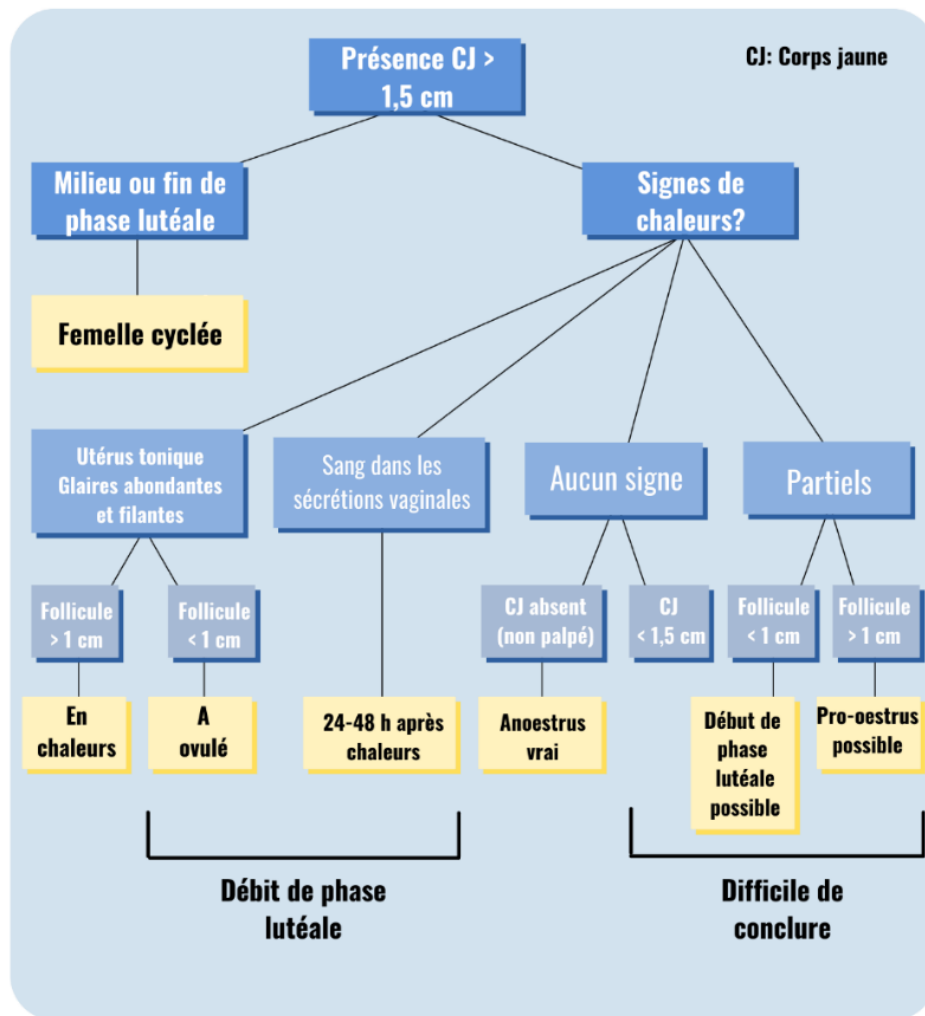 Présence CJ >
1,5 cm
CJ: Corps jaune
Milieu ou fin de
phase lutéale
Signes de
chaleurs?
Femelle cyclée
Utérus tonique
Glaires abondantes
et filantes
Sang dans les
sécrétions vaginales
Aucun signe
Partiels
Follicule
> 1 cm
Follicule
< 1 cm
CJ absent
(non palpé)
CJ
< 1,5 cm
Follicule
< 1 cm
Follicule
> 1 cm
En
chaleurs
A
ovulé
24-48 h après
chaleurs
Anoestrus
vrai
Début de
phase
lutéale
possible
Pro-oestrus
possible
Débit de phase
lutéale
Difficile de
conclure